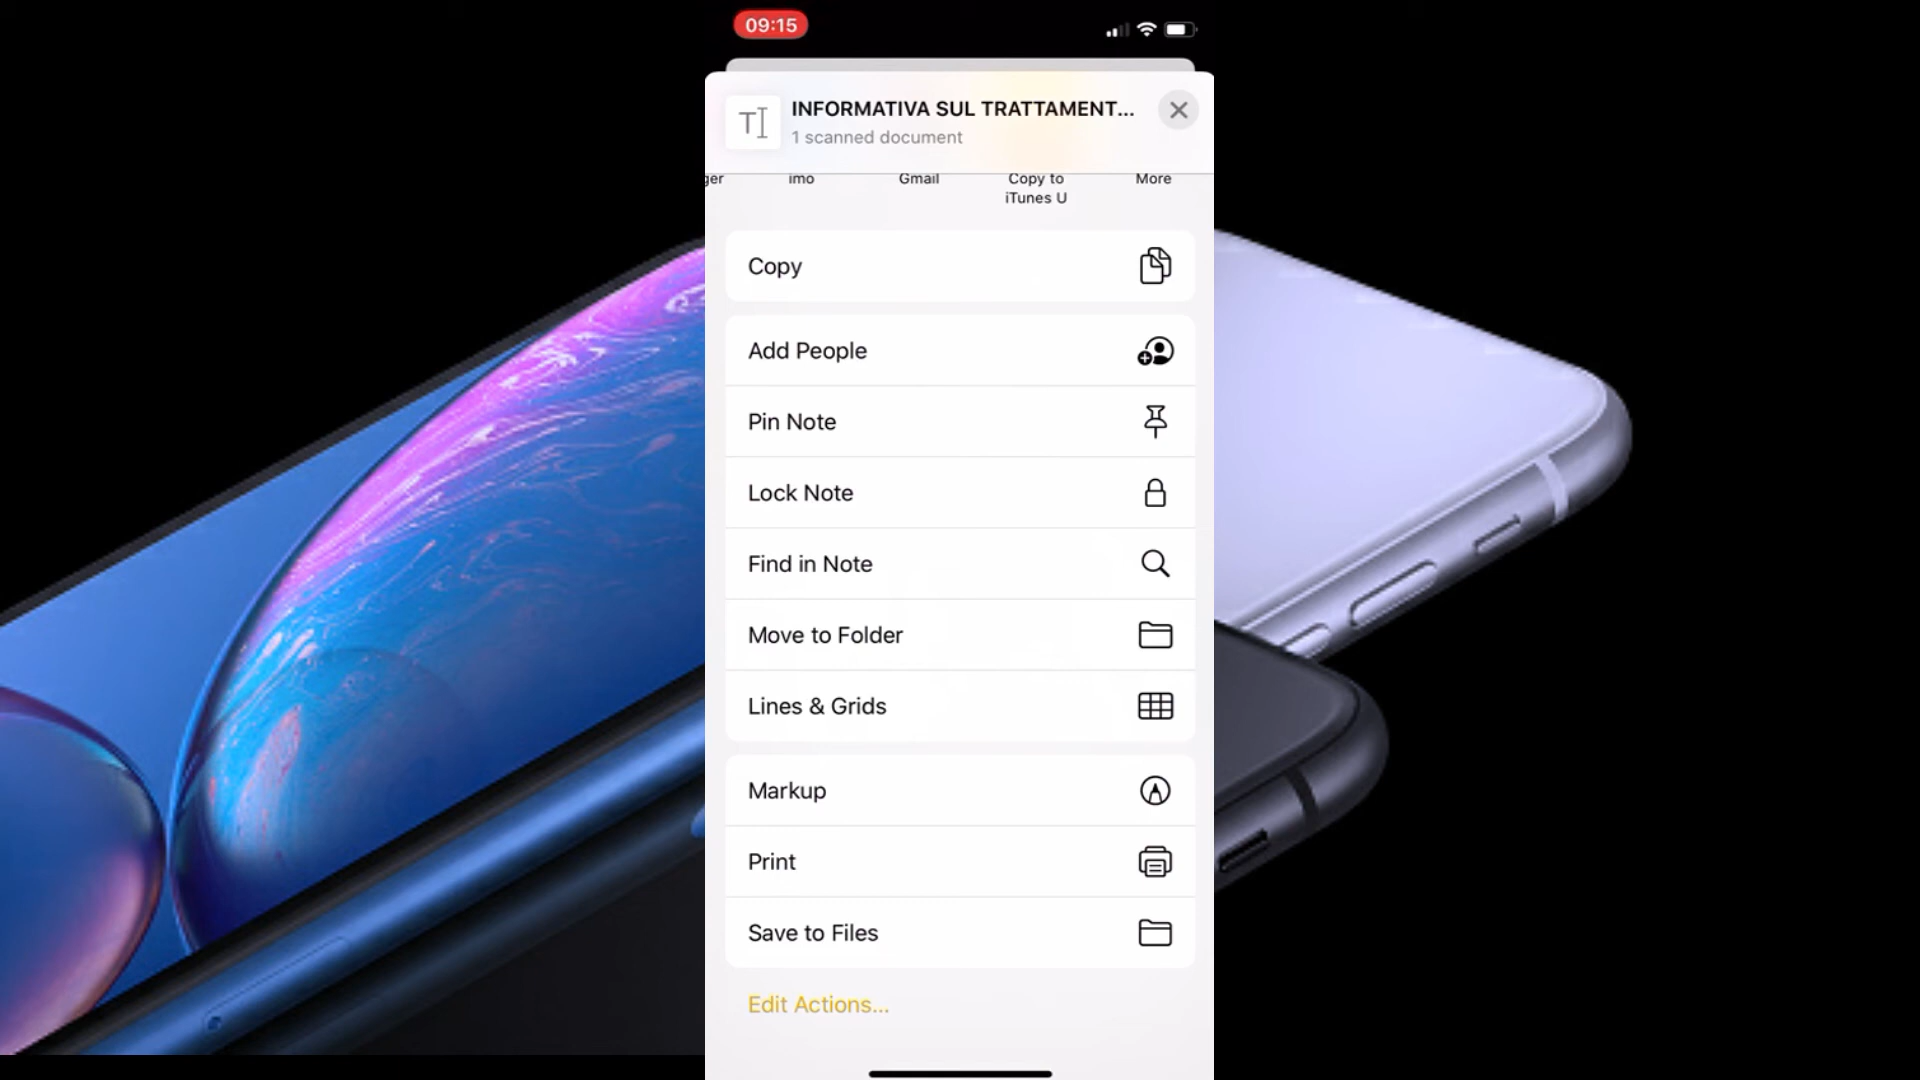 09:15
INFORMATIVA SUL TRATTAMENT...
1 scanned document
ger
imo
Gmail
Copy to
iTunes U
More
Copy
Add People
Pin Note
Lock Note
Find in Note
Move to Folder
Lines & Grids
Markup
Print
Save to Files
Edit Actions...